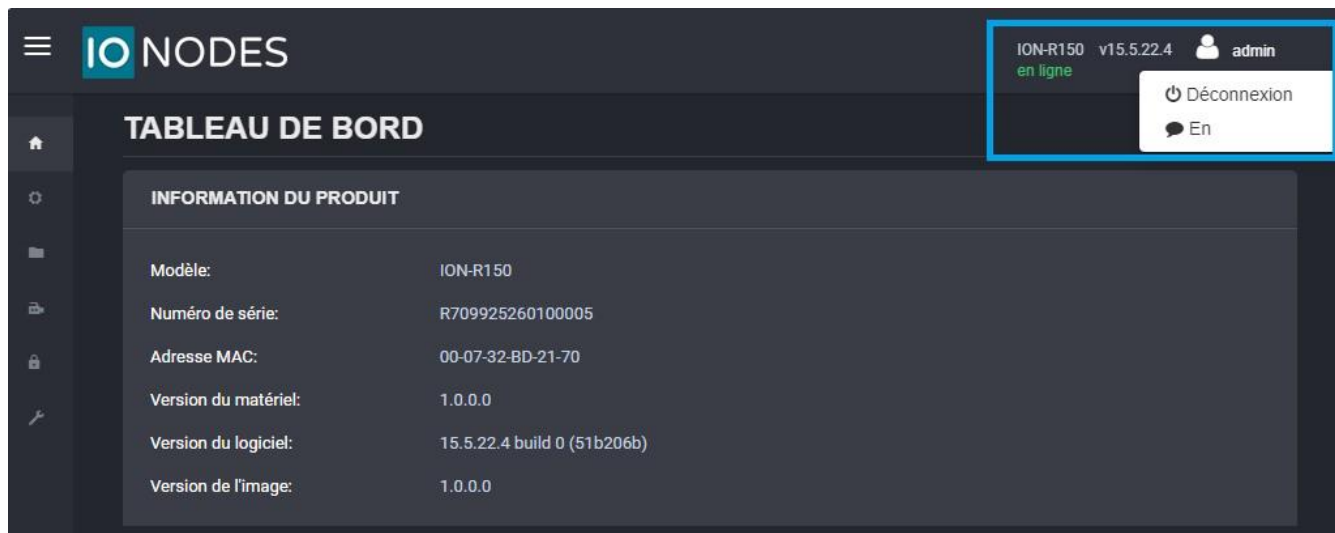 IO NODES
ION-R150 v15.5.22.4 admin
en ligne
Déconnexion
En
TABLEAU DE BORD
INFORMATION DU PRODUIT
Modèle: ION-R150
Numéro de série: R709925260100005
Adresse MAC: 00-07-32-BD-21-70
Version du matériel: 1.0.0.0
Version du logiciel: 15.5.22.4 build 0 (51b206b)
Version de l'image: 1.0.0.0